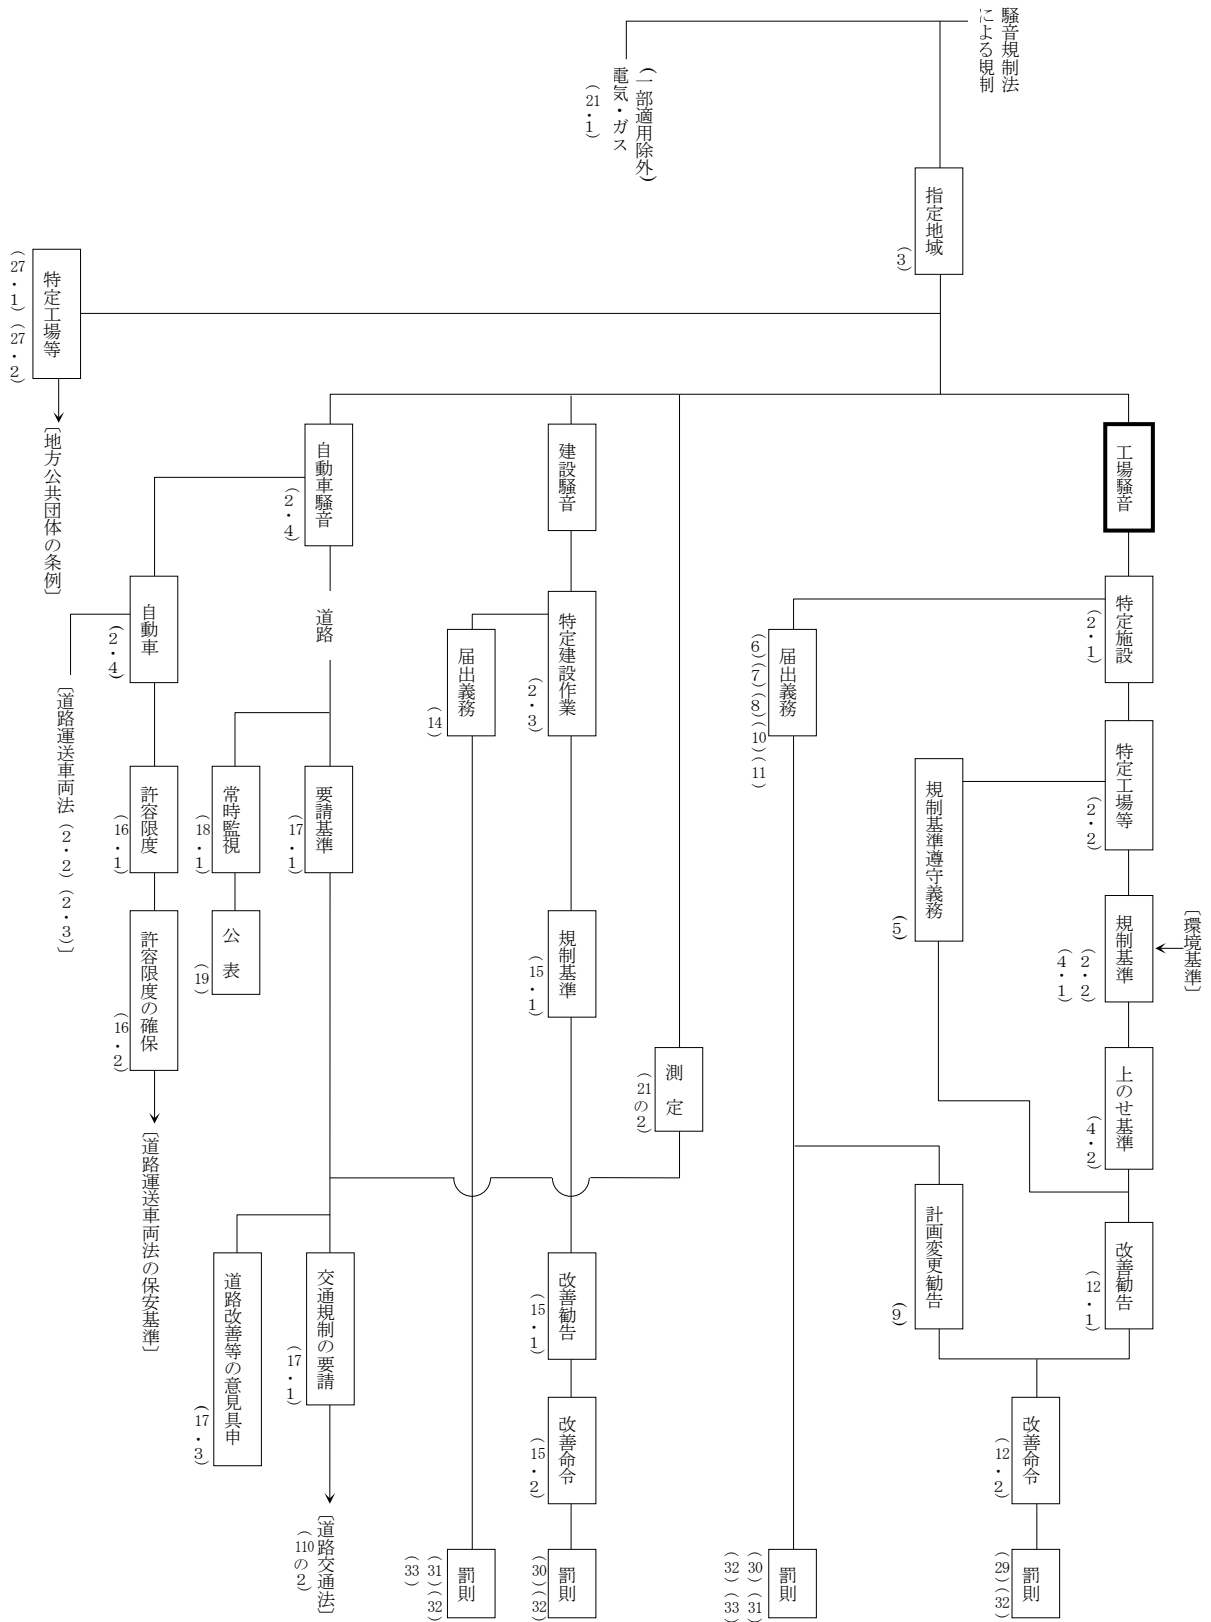 騒音規制法
による規制
(一部適用除外)
電気・ガス
(21・1)
指定地域
(3)
特定工場等
(27・1)(27・2)
〔地方公共団体の条例〕
工場騒音
特定施設
(2・1)
特定工場等
(2・2)
〔環境基準〕
規制基準
(2・2)
(4・1)
上のせ基準
(4・2)
改善勧告
(12・1)
改善命令
(12・2)
罰則
(29)(32)
規制基準遵守義務
(5)
計画変更勧告
(9)
届出義務
(6)(7)(8)(10)(11)
罰則
(30)(31)
(32)(33)
測 定
(21の2)
建設騒音
特定建設作業
(2・3)
規制基準
(15・1)
改善勧告
(15・1)
改善命令
(15・2)
罰則
(30)(32)
届出義務
(14)
罰則
(31)(32)
(33)
自動車騒音
(2・4)
道路
要請基準
(17・1)
交通規制の要請
(17・1)
〔道路交通法〕
(110の2)
常時監視
(18・1)
公 表
(19)
道路改善等の意見具申
(17・3)
自動車
(2・4)
許容限度
(16・1)
許容限度の確保
(16・2)
〔道路運送車両法の保安基準〕
〔道路運送車両法(2・2)(2・3)〕